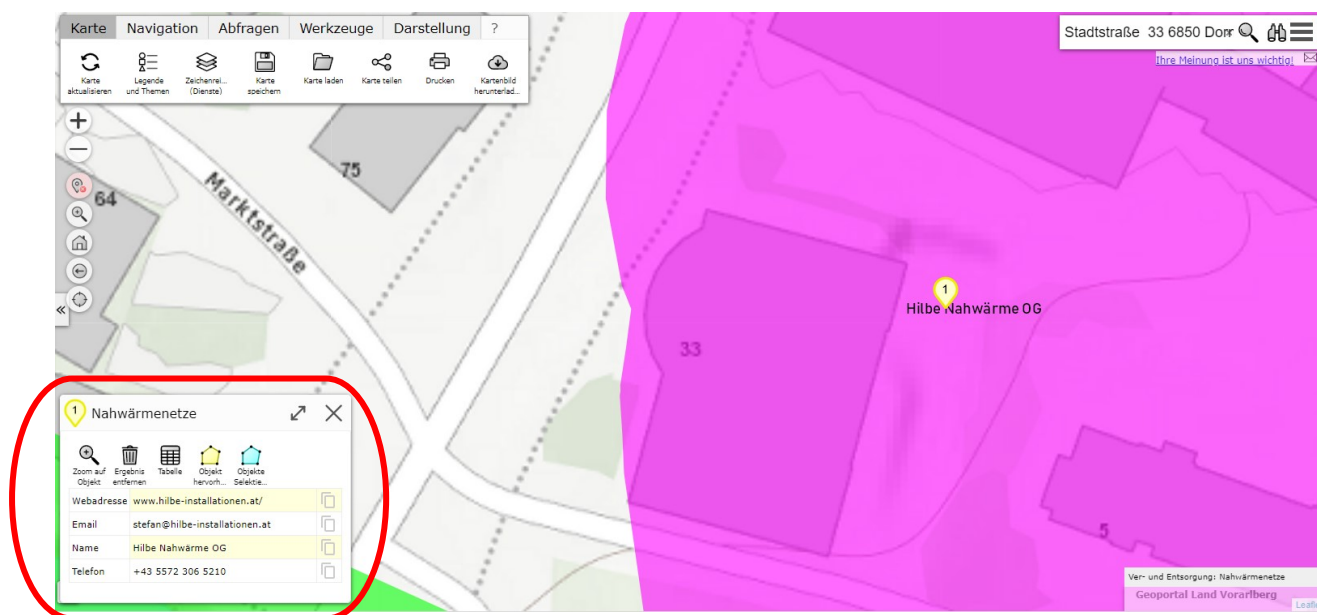 Karte Navigation Abfragen Werkzeuge Darstellung ?
Karte aktualisieren
Legende und Themen
Zeichenrei... (Dienste)
Karte speichern
Karte laden
Karte teilen
Drucken
Kartenbild herunterlad...
Stadtstraße 33 6850 Dorr
Ihre Meinung ist uns wichtig!
75
64
Marktstraße
1
Hilbe Nahwärme OG
33
5
1 Nahwärmenetze
Zoom auf Objekt
Ergebnis entfernen
Tabelle
Objekt hervorh...
Objekte Selektie...
Webadresse www.hilbe-installationen.at/
Email stefan@hilbe-installationen.at
Name Hilbe Nahwärme OG
Telefon +43 5572 306 5210
Ver- und Entsorgung: Nahwärmenetze
Geoportal Land Vorarlberg